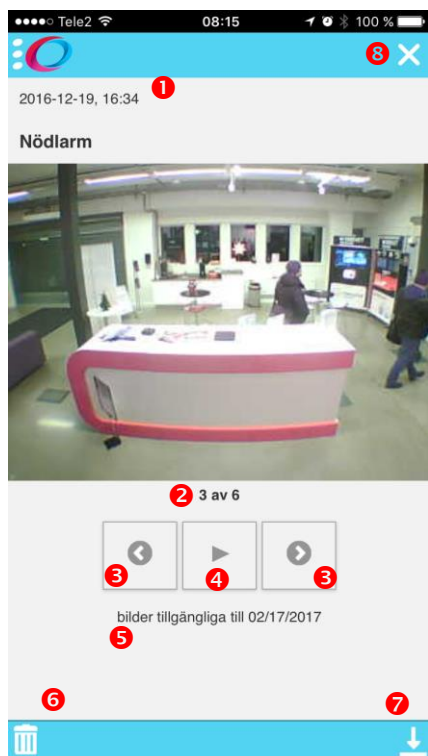 ●●●●○ Tele2 08:15 100 %
8
1
2016-12-19, 16:34
Nödlarm
2 3 av 6
3 4 3
bilder tillgängliga till 02/17/2017
5
6 7